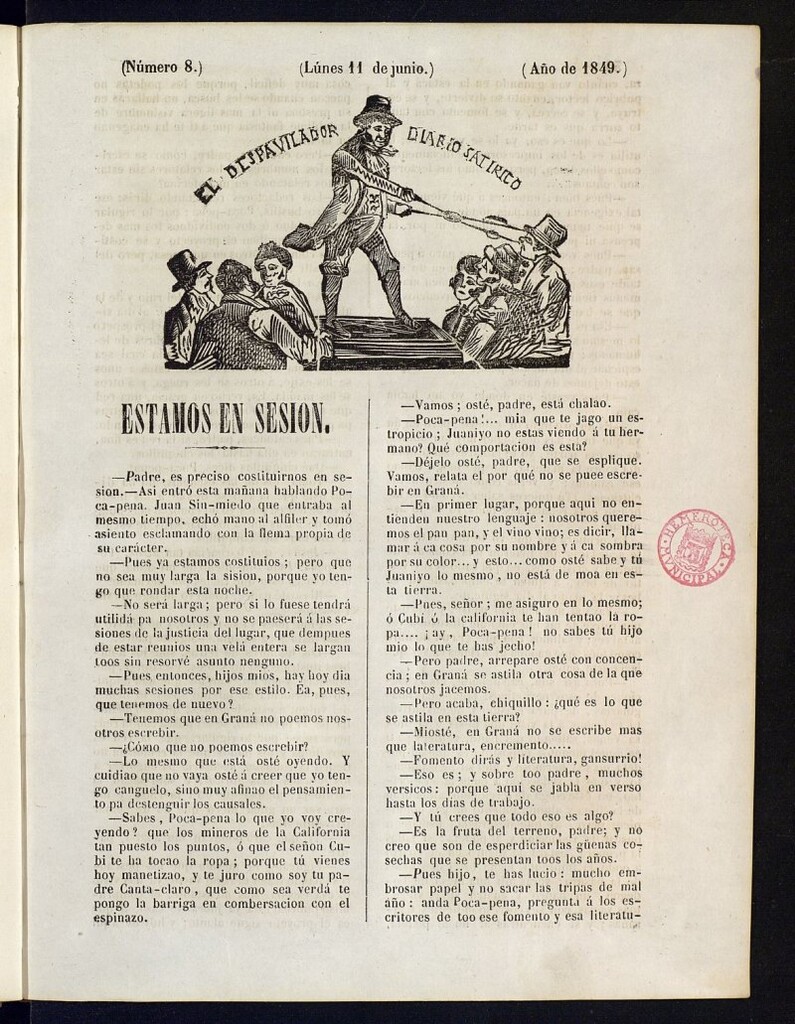 (Número 8.)
(Lúnes 11 de junio.)
(Año de 1849.)
EL DESPAVILADOR
DIARIO SATIRICO
ESTAMOS EN SESION.
—Padre, es preciso costituirnos en se-
sion.—Asi entró esta mañana hablando Po-
ca-pena. Juan Sin-miedo que entraba al
mesmo tiempo, echó mano al alfiler y tomó
asiento esclamando con la flema propia de
su carácter.
—Pues ya estamos costituios; pero que
no sea muy larga la sision, porque yo ten-
go que rondar esta noche.
—No será larga; pero si lo fuese tendrá
utilidá pa nosotros y no se paeserá á las se-
siones de la justicia del lugar, que dempues
de estar reunios una velá entera se largan
toos sin resorvé asunto nenguno.
—Pues entonces, hijos mios, hay hoy dia
muchas sesiones por ese estilo. Ea, pues,
que tenemos de nuevo?
—Tenemos que en Graná no poemos nos-
otros escrebir.
—¿Cómo que no poemos escrebir?
—Lo mesmo que está osté oyendo. Y
cuidiao que no vaya osté á creer que yo ten-
go canguelo, sino muy afinao el pensamien-
to pa destenguir los causales.
—Sabes, Poca-pena lo que yo voy cre-
yendo? que los mineros de la California
tan puesto los puntos, ó que el señon Cu-
bi te ha tocao la ropa; porque tú vienes
hoy manetizao, y te juro como soy tu pa-
dre Canta-claro, que como sea verdá te
pongo la barriga en combersacion con el
espinazo.
—Vamos; osté, padre, está chalao.
—Poca-pena!... mia que te jago un es-
tropicio; Juaniyo no estas viendo á tu her-
mano? Qué comportacion es esta?
—Déjelo osté, padre, que se esplique.
Vamos, relata el por qué no se puee escre-
bir en Graná.
—En primer lugar, porque aqui no en-
tienden nuestro lenguaje: nosotros quere-
mos el pan pan, y el vino vino; es dicir, lla-
mar á ca cosa por su nombre y á ca sombra
por su color... y esto... como osté sabe y tú
Juaniyo lo mesmo, no está de moa en es-
ta tierra.
—Pues, señor; me asiguro en lo mesmo;
ó Cubí ó la california te han tentao la ro-
pa.... ¡ay, Poca-pena! no sabes tú hijo
mio lo que te has jecho!
—Pero padre, arrepare osté con concen-
cia; en Graná se astila otra cosa de la que
nosotros jacemos.
—Pero acaba, chiquillo: ¿qué es lo que
se astila en esta tierra?
—Miosté, en Graná no se escribe mas
que lateratura, encremento.....
—Fomento dirás y literatura, gansurrio!
—Eso es; y sobre too padre, muchos
versicos: porque aqui se jabla en verso
hasta los dias de trabajo.
—Y tú crees que todo eso es algo?
—Es la fruta del terreno, padre; y no
creo que son de esperdiciar las güenas co-
sechas que se presentan toos los años.
—Pues hijo, te has lucio: mucho em-
brosar papel y no sacar las tripas de mal
año: anda Poca-pena, pregunta á los es-
critores de too ese fomento y esa literatu-
HEMEROTECA
MUNICIPAL